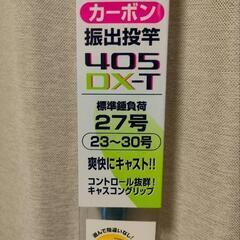 カーボン
振出投竿
405
DX-T
標準錘負荷
27号
23〜30号
爽快にキャスト!!
コントロール抜群!
キャスコングリップ